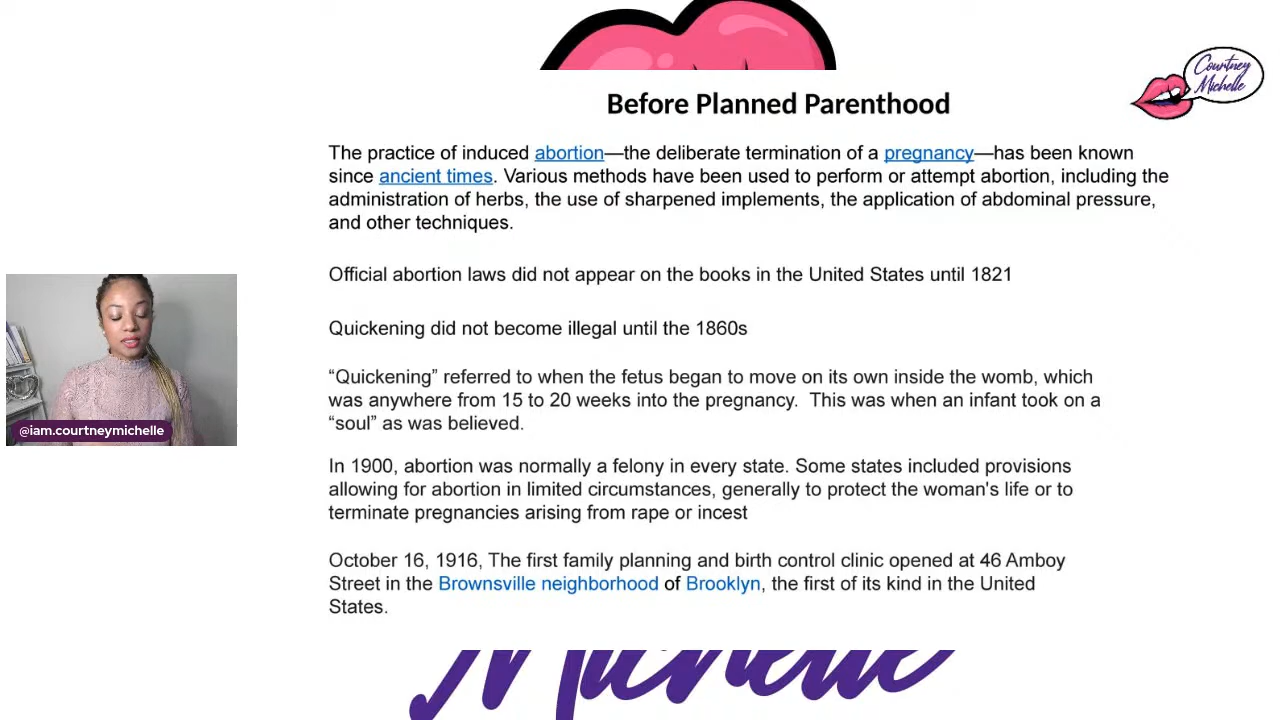 Courtney
Michelle
Before Planned Parenthood
The practice of induced abortion—the deliberate termination of a pregnancy—has been known
since ancient times. Various methods have been used to perform or attempt abortion, including the
administration of herbs, the use of sharpened implements, the application of abdominal pressure,
and other techniques.
Official abortion laws did not appear on the books in the United States until 1821
Quickening did not become illegal until the 1860s
“Quickening” referred to when the fetus began to move on its own inside the womb, which
was anywhere from 15 to 20 weeks into the pregnancy.  This was when an infant took on a
“soul” as was believed.
@iam.courtneymichelle
In 1900, abortion was normally a felony in every state. Some states included provisions
allowing for abortion in limited circumstances, generally to protect the woman's life or to
terminate pregnancies arising from rape or incest
October 16, 1916, The first family planning and birth control clinic opened at 46 Amboy
Street in the Brownsville neighborhood of Brooklyn, the first of its kind in the United
States.
Michelle